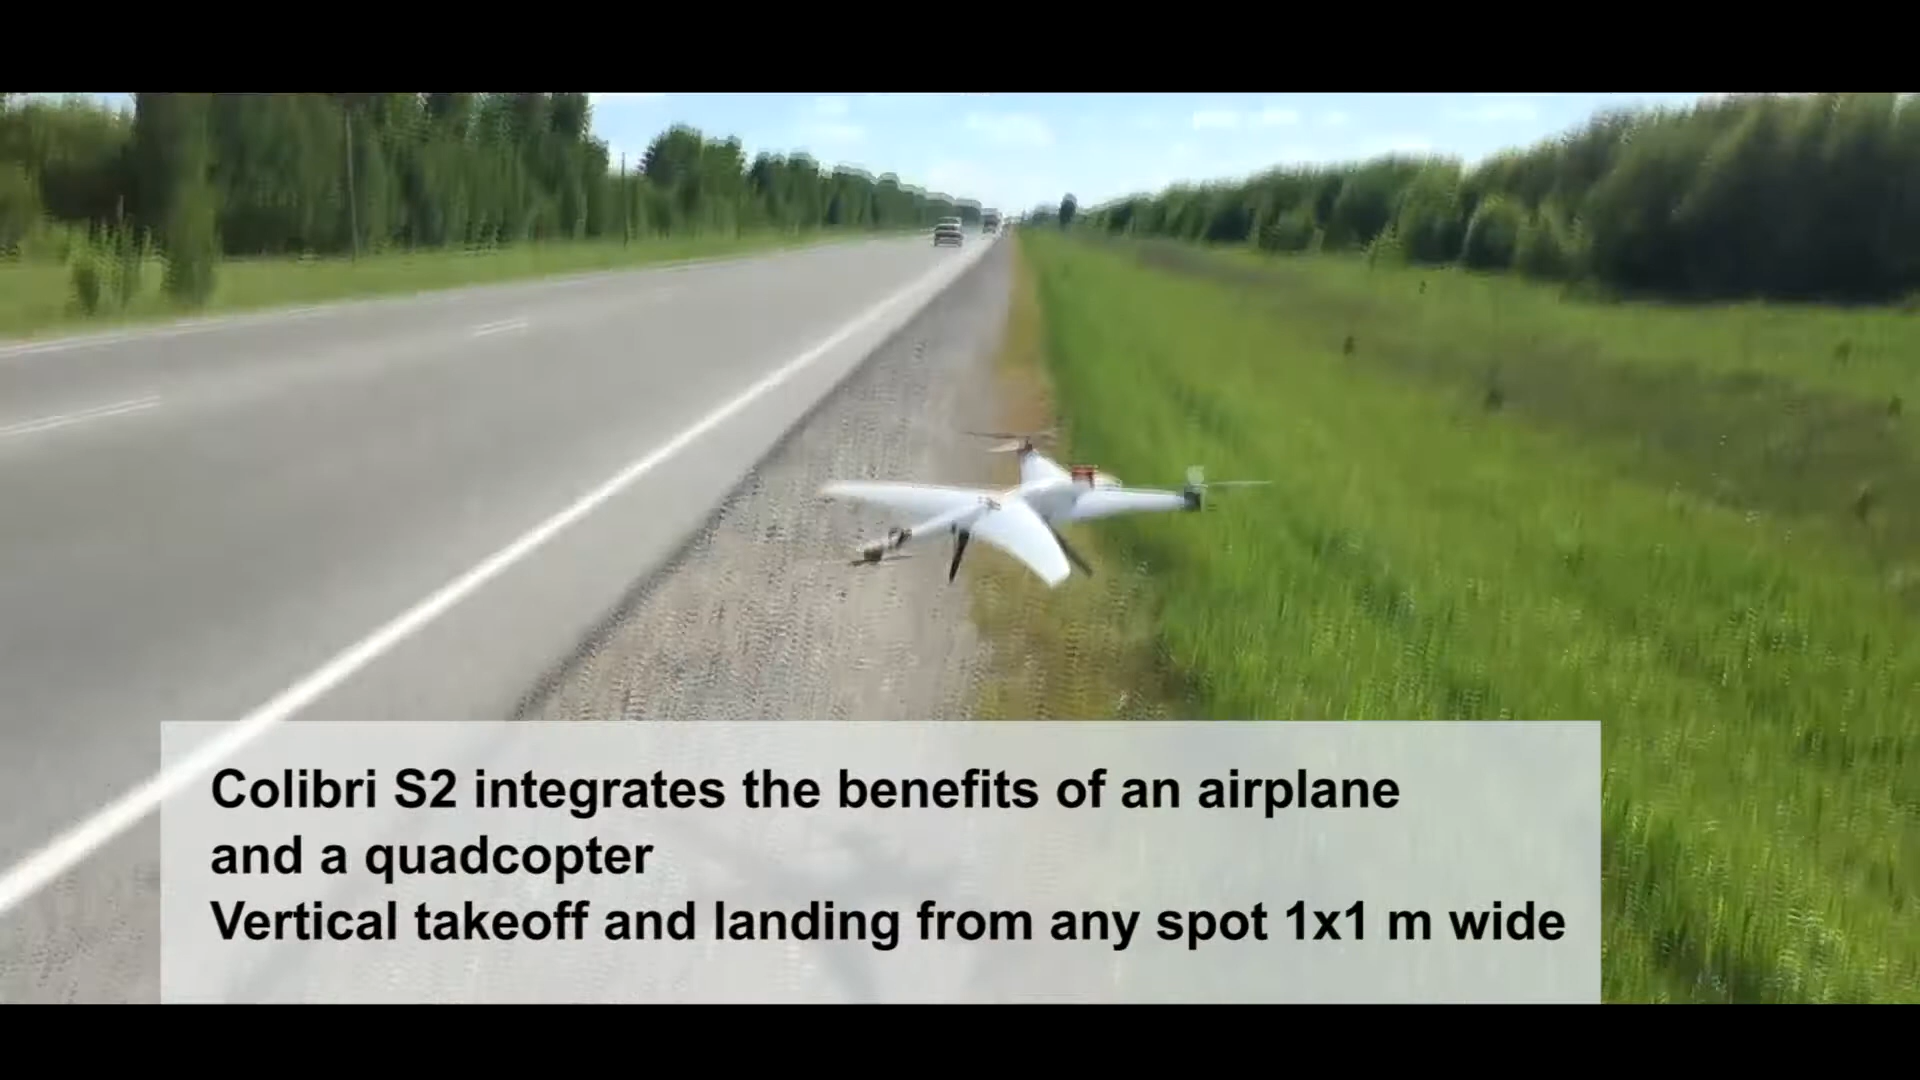 Colibri S2 integrates the benefits of an airplane
and a quadcopter
Vertical takeoff and landing from any spot 1x1 m wide